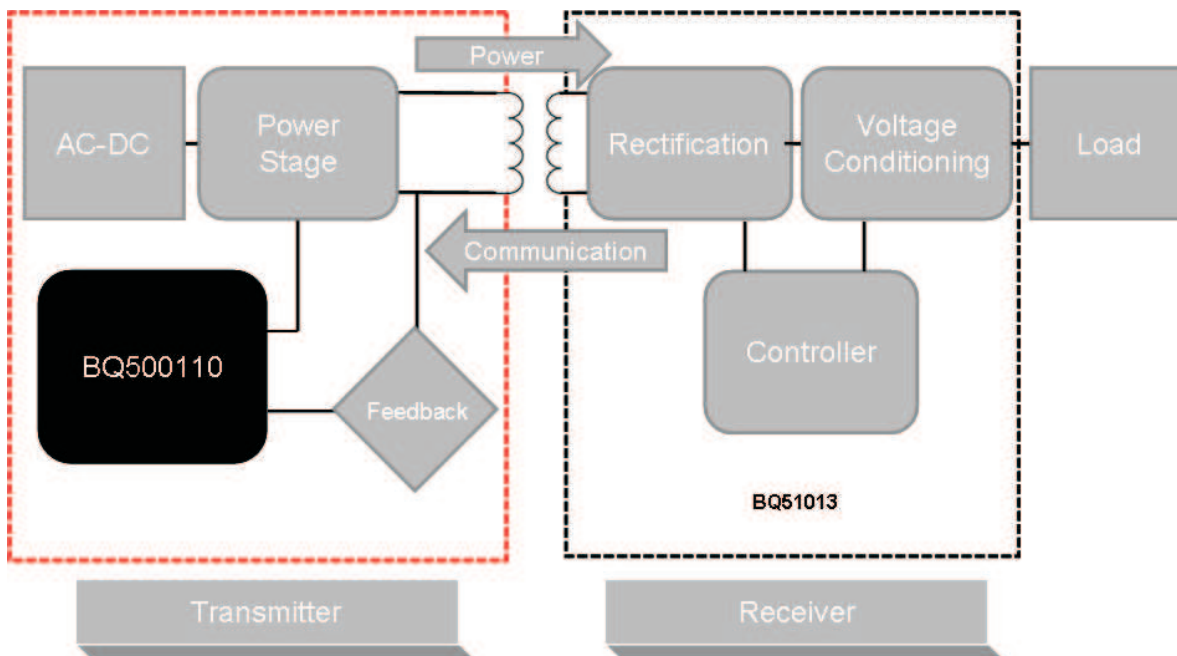 Power
AC-DC
Power
Stage
Rectification
Voltage
Conditioning
Load
Communication
BQ500110
Feedback
Controller
BQ51013
Transmitter
Receiver